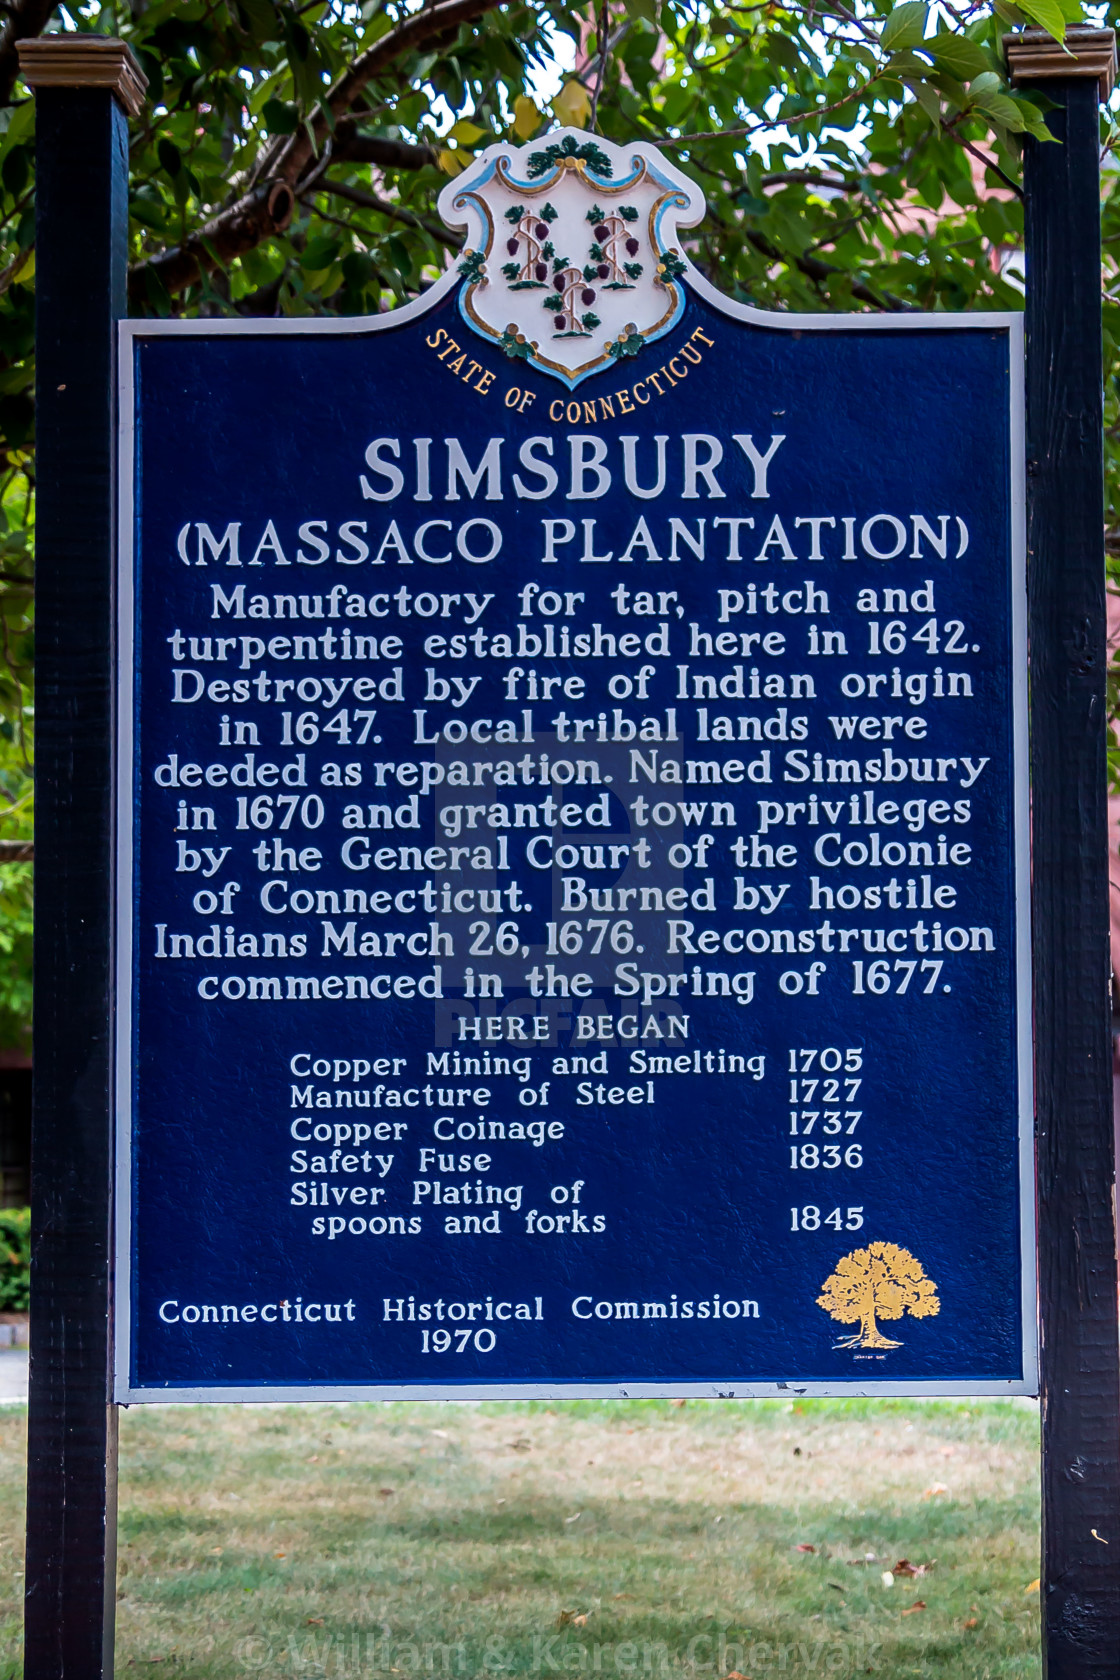 STATE OF CONNECTICUT
SIMSBURY
(MASSACO PLANTATION)
Manufactory for tar, pitch and
turpentine established here in 1642.
Destroyed by fire of Indian origin
in 1647. Local tribal lands were
deeded as reparation. Named Simsbury
in 1670 and granted town privileges
by the General Court of the Colonie
of Connecticut. Burned by hostile
Indians March 26, 1676. Reconstruction
commenced in the Spring of 1677.
HERE BEGAN
Copper Mining and Smelting 1705
Manufacture of Steel 1727
Copper Coinage 1737
Safety Fuse 1836
Silver Plating of
spoons and forks 1845
Connecticut Historical Commission
1970
PICFAIR
© William & Karen Chervak